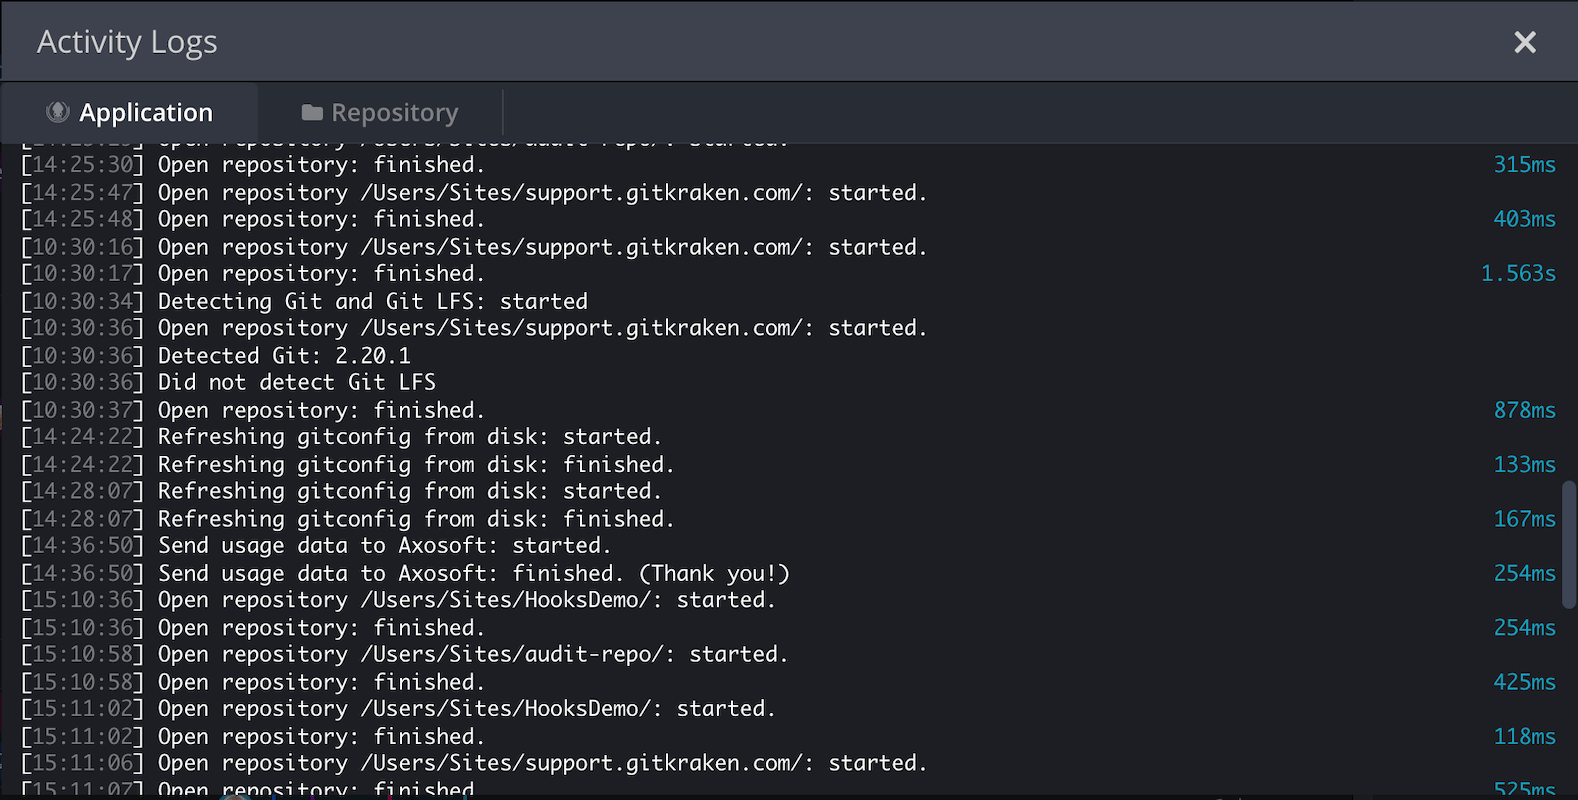 Activity Logs
Application
Repository
Open repository /Users/Sites/audit-repo/: started.
[14:25:30] Open repository: finished. 315ms
[14:25:47] Open repository /Users/Sites/support.gitkraken.com/: started.
[14:25:48] Open repository: finished. 403ms
[10:30:16] Open repository /Users/Sites/support.gitkraken.com/: started.
[10:30:17] Open repository: finished. 1.563s
[10:30:34] Detecting Git and Git LFS: started
[10:30:36] Open repository /Users/Sites/support.gitkraken.com/: started.
[10:30:36] Detected Git: 2.20.1
[10:30:36] Did not detect Git LFS
[10:30:37] Open repository: finished. 878ms
[14:24:22] Refreshing gitconfig from disk: started.
[14:24:22] Refreshing gitconfig from disk: finished. 133ms
[14:28:07] Refreshing gitconfig from disk: started.
[14:28:07] Refreshing gitconfig from disk: finished. 167ms
[14:36:50] Send usage data to Axosoft: started.
[14:36:50] Send usage data to Axosoft: finished. (Thank you!) 254ms
[15:10:36] Open repository /Users/Sites/HooksDemo/: started.
[15:10:36] Open repository: finished. 254ms
[15:10:58] Open repository /Users/Sites/audit-repo/: started.
[15:10:58] Open repository: finished. 425ms
[15:11:02] Open repository /Users/Sites/HooksDemo/: started.
[15:11:02] Open repository: finished. 118ms
[15:11:06] Open repository /Users/Sites/support.gitkraken.com/: started.
[15:11:07] Open repository: finished 525ms